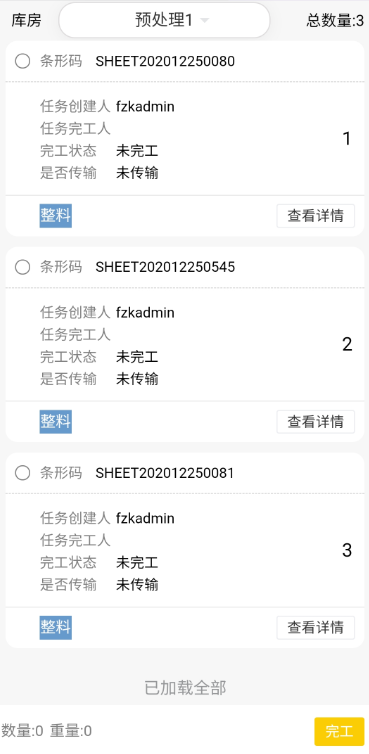 库房 预处理1 总数量:3
条形码 SHEET202012250080
任务创建人 fzkadmin
任务完工人
完工状态 未完工
1
是否传输 未传输
整料 查看详情
条形码 SHEET202012250545
任务创建人 fzkadmin
任务完工人
完工状态 未完工
2
是否传输 未传输
整料 查看详情
条形码 SHEET202012250081
任务创建人 fzkadmin
任务完工人
完工状态 未完工
3
是否传输 未传输
整料 查看详情
已加载全部
数量:0 重量:0 完工